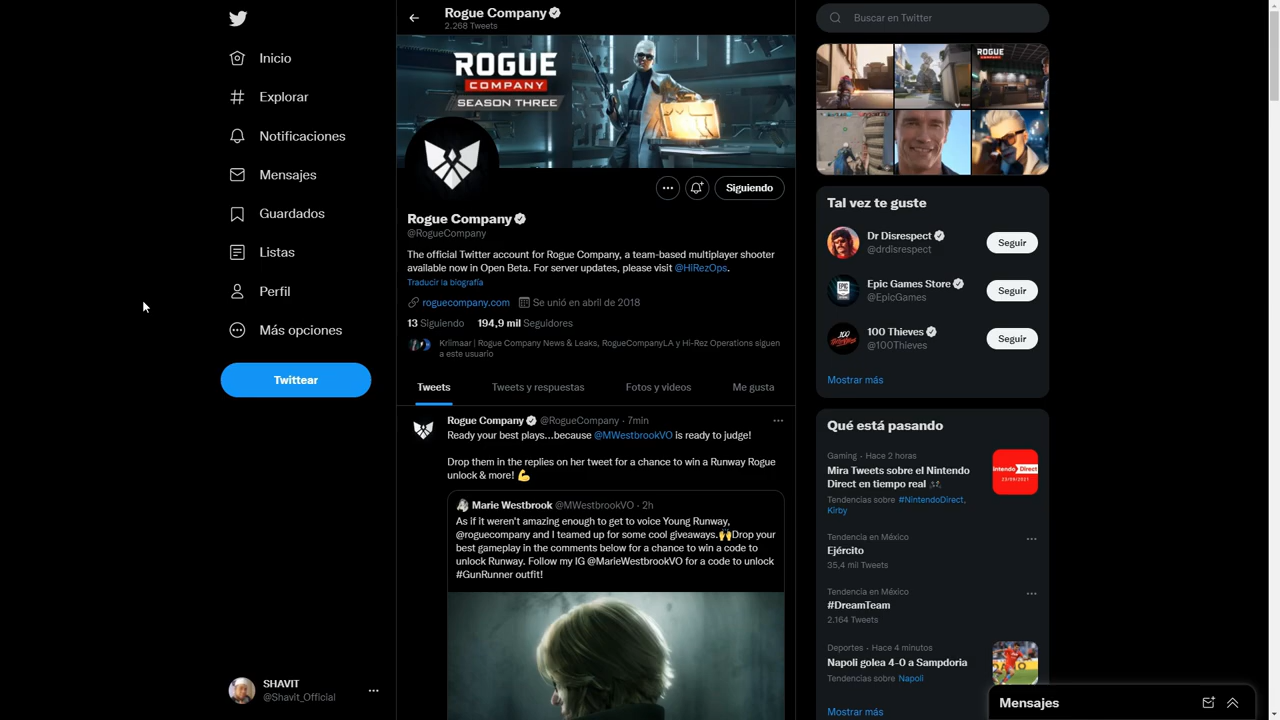 Inicio
Explorar
Notificaciones
Mensajes
Guardados
Listas
Perfil
Más opciones
Twittear
SHAVIT
@Shavit_Official
Rogue Company
2.268 Tweets
ROGUE
COMPANY
SEASON THREE
Siguiendo
Rogue Company
@RogueCompany
The official Twitter account for Rogue Company, a team-based multiplayer shooter
available now in Open Beta. For server updates, please visit @HiRezOps.
Traducir la biografía
roguecompany.com Se unió en abril de 2018
13 Siguiendo 194,9 mil Seguidores
Kriimaar | Rogue Company News & Leaks, RogueCompanyLA y Hi-Rez Operations siguen
a este usuario
Tweets Tweets y respuestas Fotos y videos Me gusta
Rogue Company @RogueCompany · 7min
Ready your best plays...because @MWestbrookVO is ready to judge!
Drop them in the replies on her tweet for a chance to win a Runway Rogue
unlock & more! 💪
Marie Westbrook @MWestbrookVO · 2h
As if it weren't amazing enough to get to voice Young Runway,
@roguecompany and I teamed up for some cool giveaways.🙌Drop your
best gameplay in the comments below for a chance to win a code to
unlock Runway. Follow my IG @MarieWestbrookVO for a code to unlock
#GunRunner outfit!
Buscar en Twitter
ROGUE
Tal vez te guste
Dr Disrespect
@drdisrespect
Seguir
Epic Games Store
@EpicGames
Seguir
100 Thieves
@100Thieves
Seguir
Mostrar más
Qué está pasando
Gaming · Hace 2 horas
Mira Tweets sobre el Nintendo
Direct en tiempo real
Tendencias sobre #NintendoDirect,
Kirby
Tendencia en México
Ejército
35,4 mil Tweets
Tendencia en México
#DreamTeam
2.164 Tweets
Deportes · Hace 4 minutos
Napoli golea 4-0 a Sampdoria
Tendencias sobre Napoli
Mostrar más
Mensajes